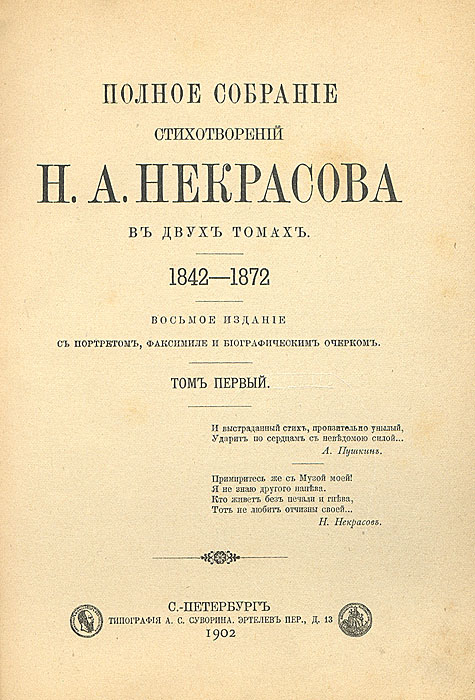 ПОЛНОЕ СОБРАНІЕ
СТИХОТВОРЕНІЙ
Н. А. НЕКРАСОВА
ВЪ ДВУХЪ ТОМАХЪ.
1842—1872
ВОСЬМОЕ ИЗДАНІЕ
СЪ ПОРТРЕТОМЪ, ФАКСИМИЛЕ И БІОГРАФИЧЕСКИМЪ ОЧЕРКОМЪ.
ТОМЪ ПЕРВЫЙ.
И выстраданный стихъ, пронзительно унылый,
Ударитъ по сердцамъ съ невѣдомою силой...
А. Пушкинъ.
Примиритесь же съ Музой моей!
Я не знаю другого напѣва.
Кто живетъ безъ печали и гнѣва,
Тотъ не любитъ отчизны своей...
Н. Некрасовъ.
С.-ПЕТЕРБУРГЪ
ТИПОГРАФІЯ А. С. СУВОРИНА. ЭРТЕЛЕВЪ ПЕР., Д. 13
1902